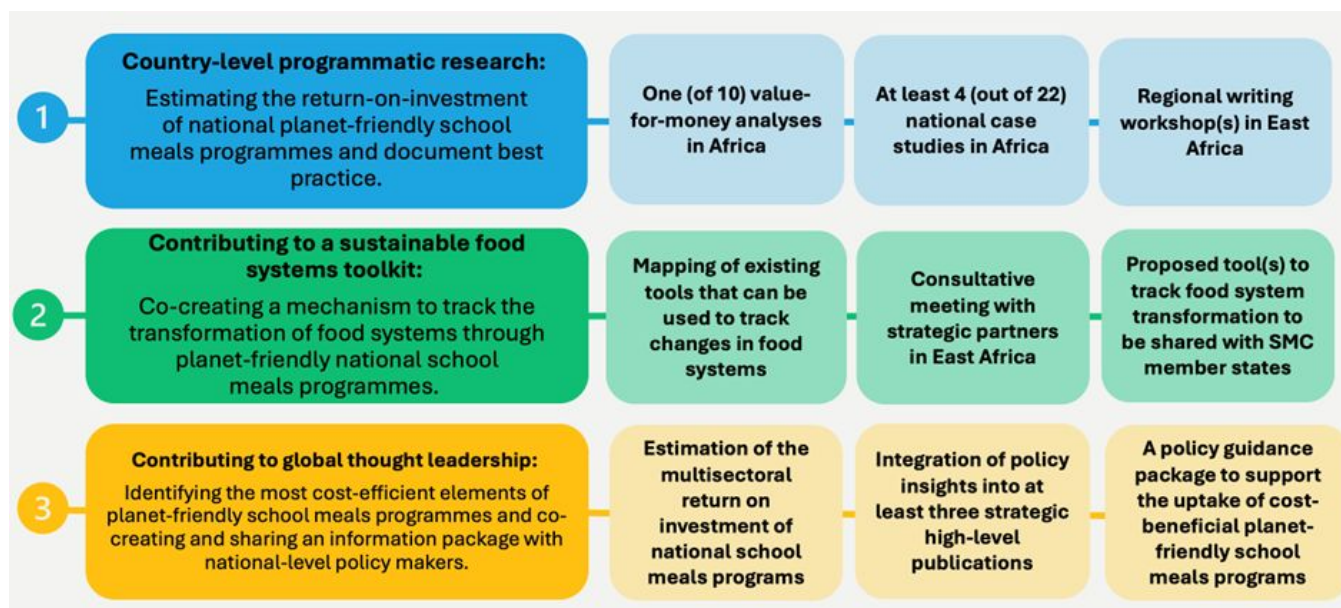 1
Country-level programmatic research:
Estimating the return-on-investment
of national planet-friendly school
meals programmes and document best
practice.
One (of 10) value-
for-money analyses
in Africa
At least 4 (out of 22)
national case
studies in Africa
Regional writing
workshop(s) in East
Africa
2
Contributing to a sustainable food
systems toolkit:
Co-creating a mechanism to track the
transformation of food systems through
planet-friendly national school
meals programmes.
Mapping of existing
tools that can be
used to track
changes in food
systems
Consultative
meeting with
strategic partners
in East Africa
Proposed tool(s) to
track food system
transformation to
be shared with SMC
member states
3
Contributing to global thought leadership:
Identifying the most cost-efficient elements of
planet-friendly school meals programmes and co-
creating and sharing an information package with
national-level policy makers.
Estimation of the
multisectoral return on
investment of
national school
meals programs
Integration of policy
insights into at
least three strategic
high-level
publications
A policy guidance
package to support
the uptake of cost-
beneficial planet-
friendly school
meals programs